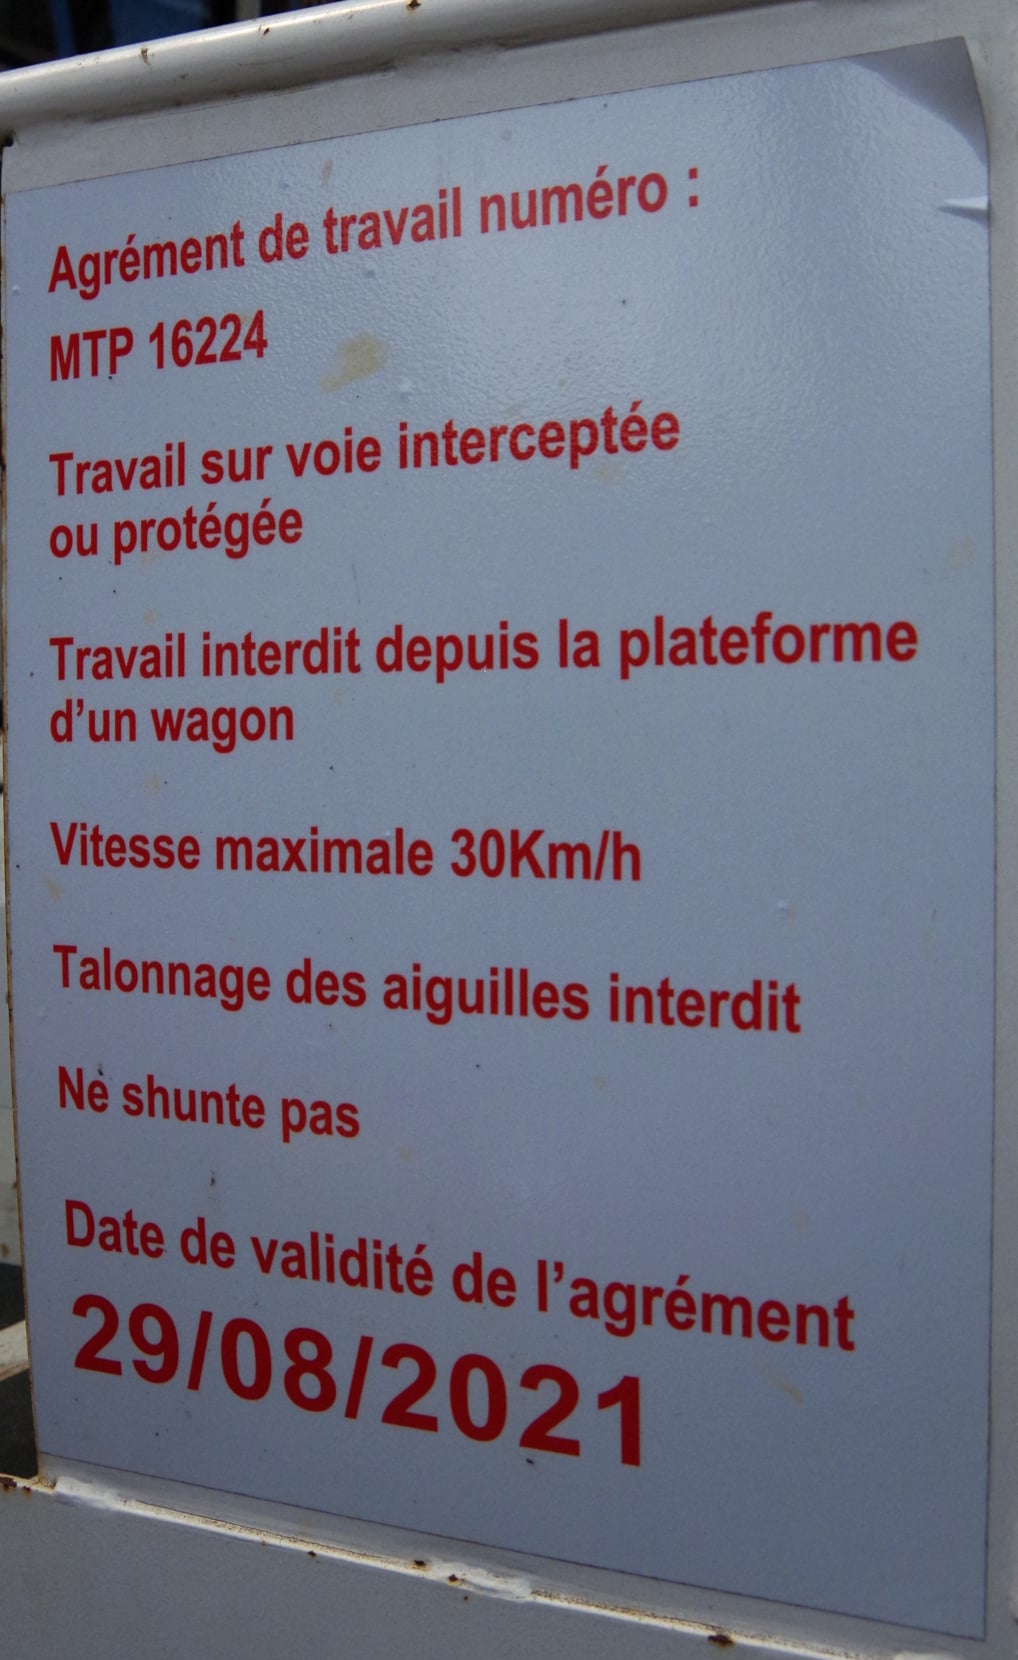 Agrément de travail numéro :
MTP 16224
Travail sur voie interceptée
ou protégée
Travail interdit depuis la plateforme
d’un wagon
Vitesse maximale 30Km/h
Talonnage des aiguilles interdit
Ne shunte pas
Date de validité de l’agrément
29/08/2021